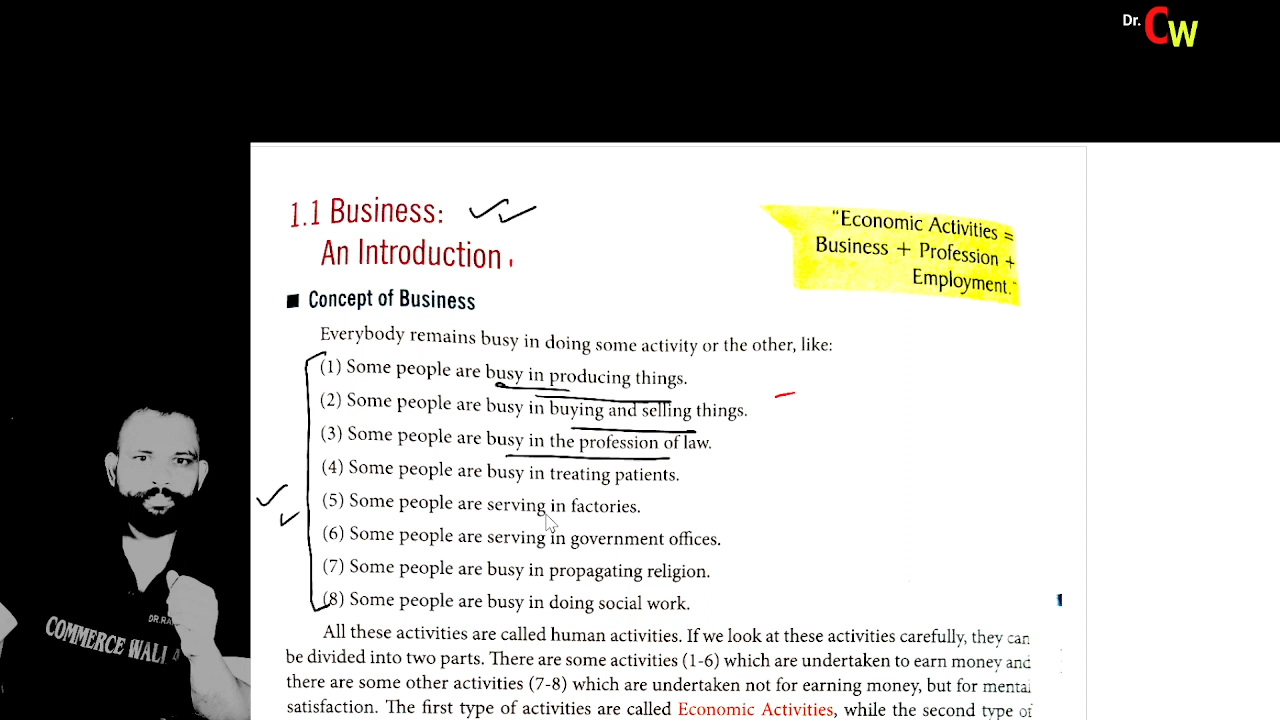 Dr. CW
1.1 Business:
An Introduction
"Economic Activities =
Business + Profession +
Employment."
■ Concept of Business
Everybody remains busy in doing some activity or the other, like:
(1) Some people are busy in producing things.
(2) Some people are busy in buying and selling things.
(3) Some people are busy in the profession of law.
(4) Some people are busy in treating patients.
(5) Some people are serving in factories.
(6) Some people are serving in government offices.
(7) Some people are busy in propagating religion.
(8) Some people are busy in doing social work.
All these activities are called human activities. If we look at these activities carefully, they can
be divided into two parts. There are some activities (1-6) which are undertaken to earn money and
there are some other activities (7-8) which are undertaken not for earning money, but for mental
satisfaction. The first type of activities are called Economic Activities, while the second type of
COMMERCE WALI